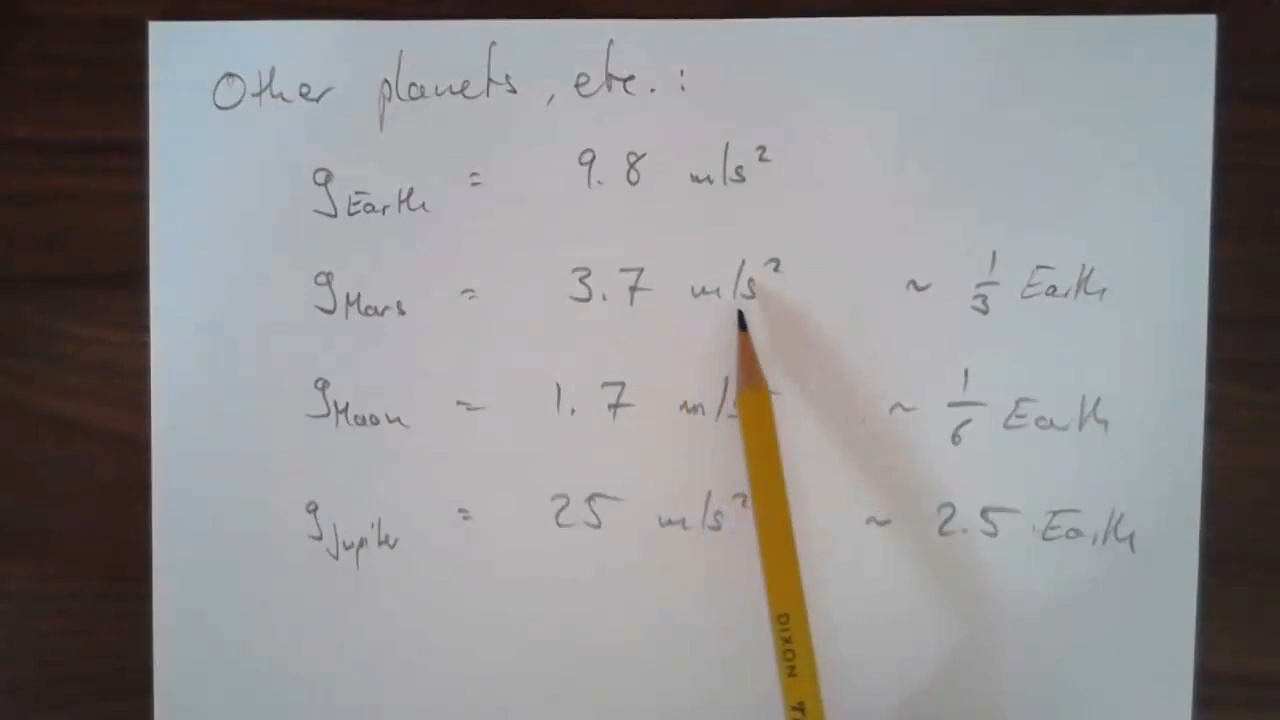 Other planets, etc.:
g Earth = 9.8 m/s²
g Mars = 3.7 m/s² ~ 1/3 Earth
g Moon = 1.7 m/s ~ 1/6 Earth
g Jupiter = 25 m/s² ~ 2.5 Earth
DIXON T